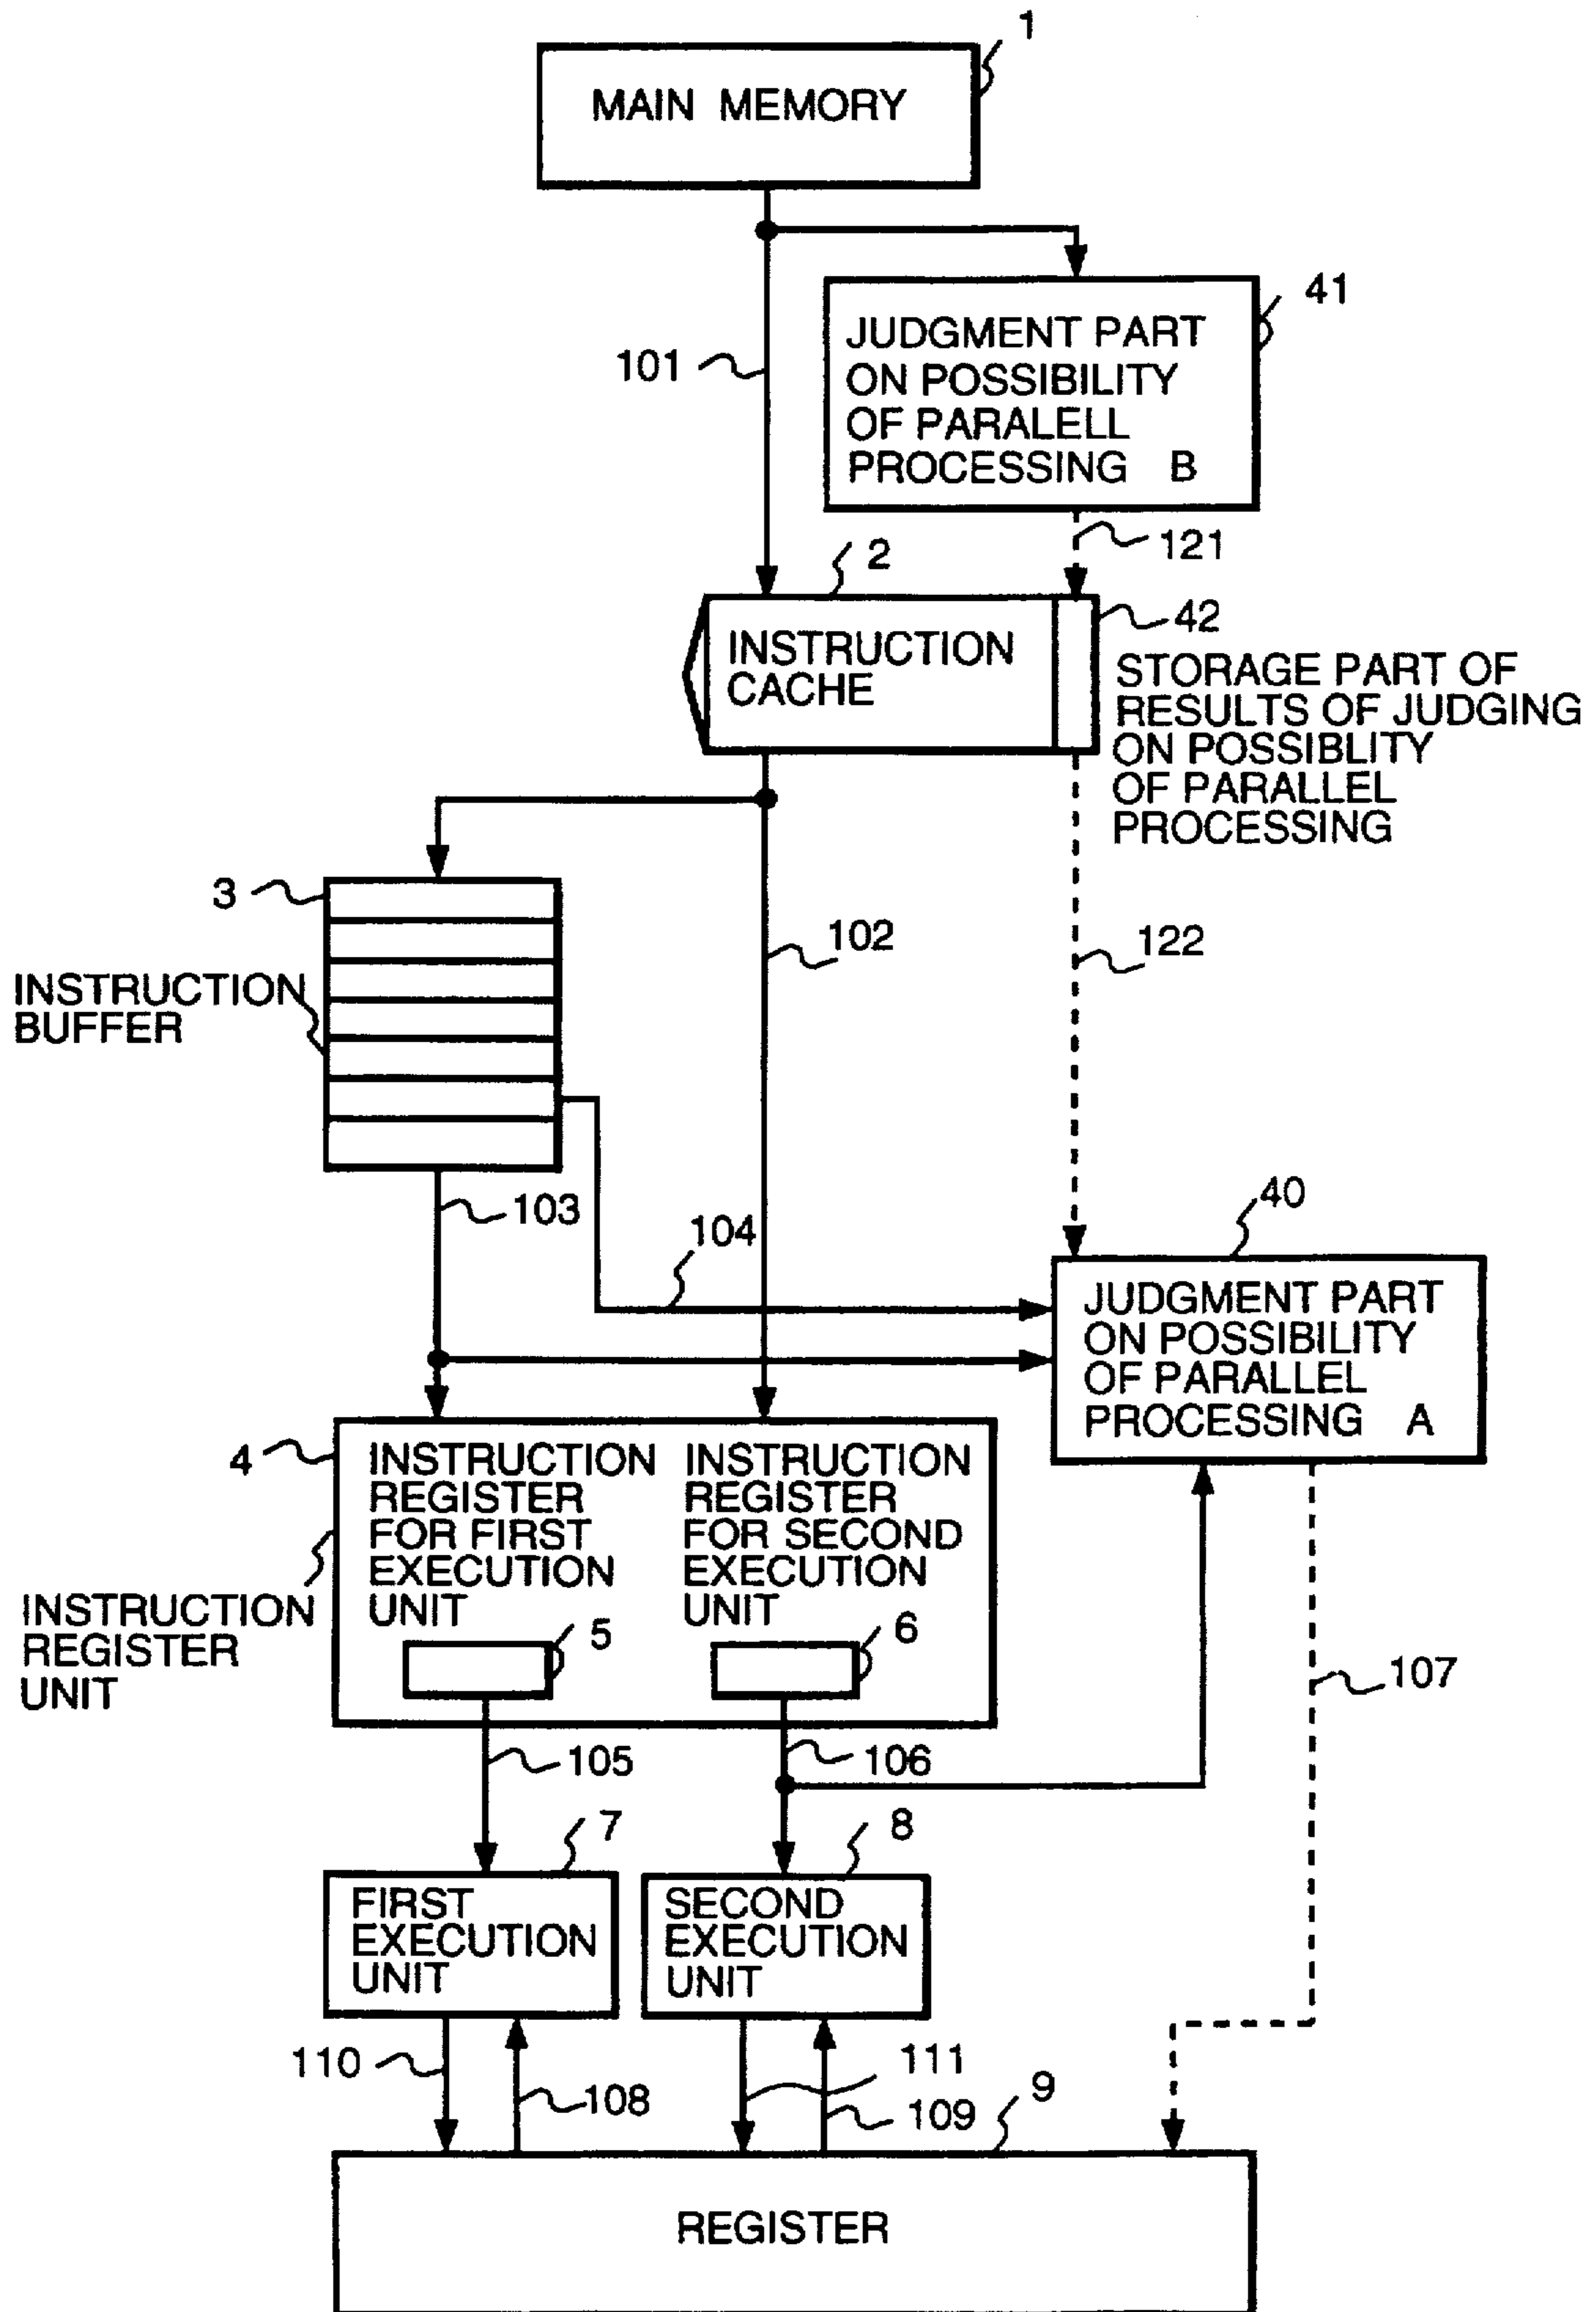 1
MAIN MEMORY
41
JUDGMENT PART
ON POSSIBILITY
OF PARALELL
PROCESSING B
101
121
2
42
INSTRUCTION
CACHE
STORAGE PART OF
RESULTS OF JUDGING
ON POSSIBLITY
OF PARALLEL
PROCESSING
3
102
122
INSTRUCTION
BUFFER
103
104
40
JUDGMENT PART
ON POSSIBILITY
OF PARALLEL
PROCESSING A
4
INSTRUCTION
REGISTER
FOR FIRST
EXECUTION
UNIT
INSTRUCTION
REGISTER
FOR SECOND
EXECUTION
UNIT
INSTRUCTION
REGISTER
UNIT
5
6
107
105
106
7
8
FIRST
EXECUTION
UNIT
SECOND
EXECUTION
UNIT
110
108
111
109
9
REGISTER